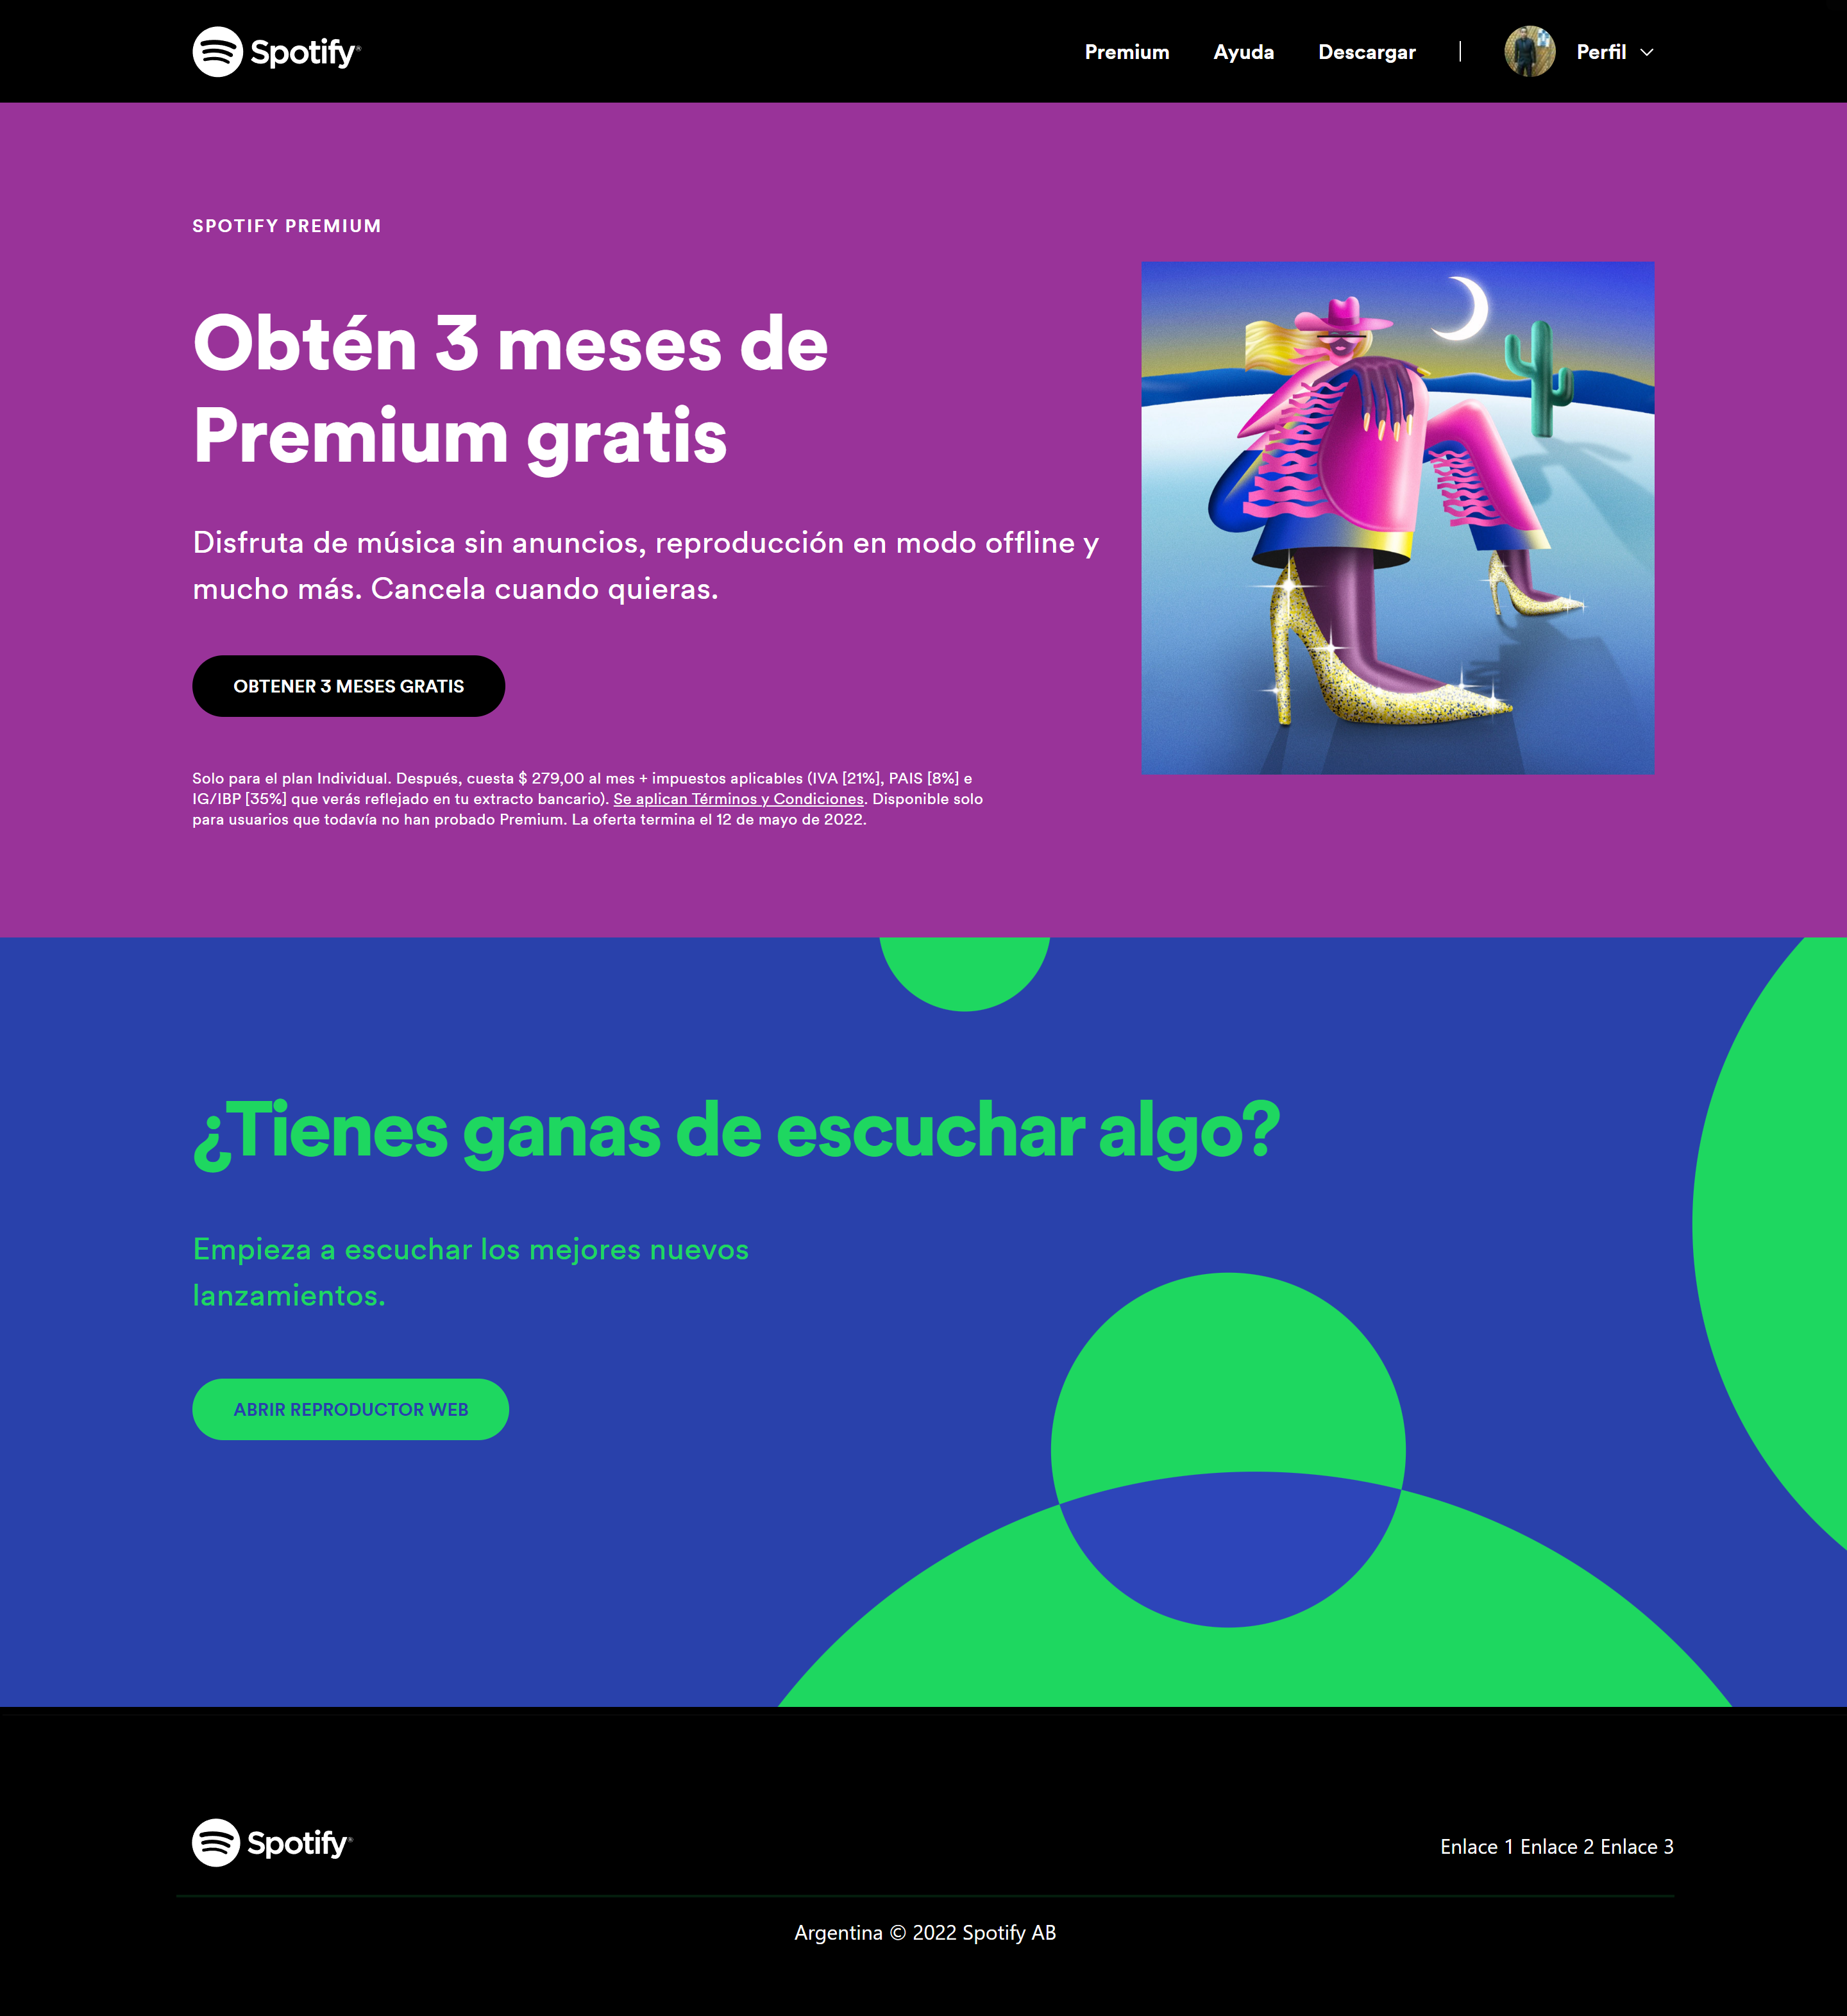 Spotify®
Premium Ayuda Descargar | Perfil
SPOTIFY PREMIUM
Obtén 3 meses de
Premium gratis
Disfruta de música sin anuncios, reproducción en modo offline y
mucho más. Cancela cuando quieras.
OBTENER 3 MESES GRATIS
Solo para el plan Individual. Después, cuesta $ 279,00 al mes + impuestos aplicables (IVA [21%], PAIS [8%] e
IG/IBP [35%] que verás reflejado en tu extracto bancario). Se aplican Términos y Condiciones. Disponible solo
para usuarios que todavía no han probado Premium. La oferta termina el 12 de mayo de 2022.
¿Tienes ganas de escuchar algo?
Empieza a escuchar los mejores nuevos
lanzamientos.
ABRIR REPRODUCTOR WEB
Spotify®
Enlace 1 Enlace 2 Enlace 3
Argentina © 2022 Spotify AB